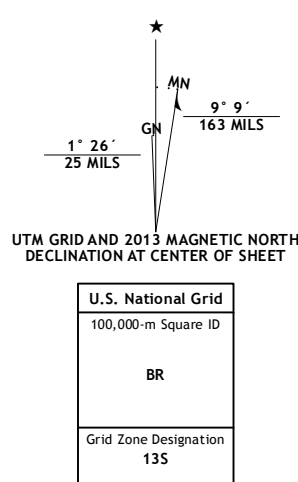 MN
GN
9° 9´
163 MILS
1° 26´
25 MILS
UTM GRID AND 2013 MAGNETIC NORTH
DECLINATION AT CENTER OF SHEET
U.S. National Grid
100,000-m Square ID
BR
Grid Zone Designation
13S